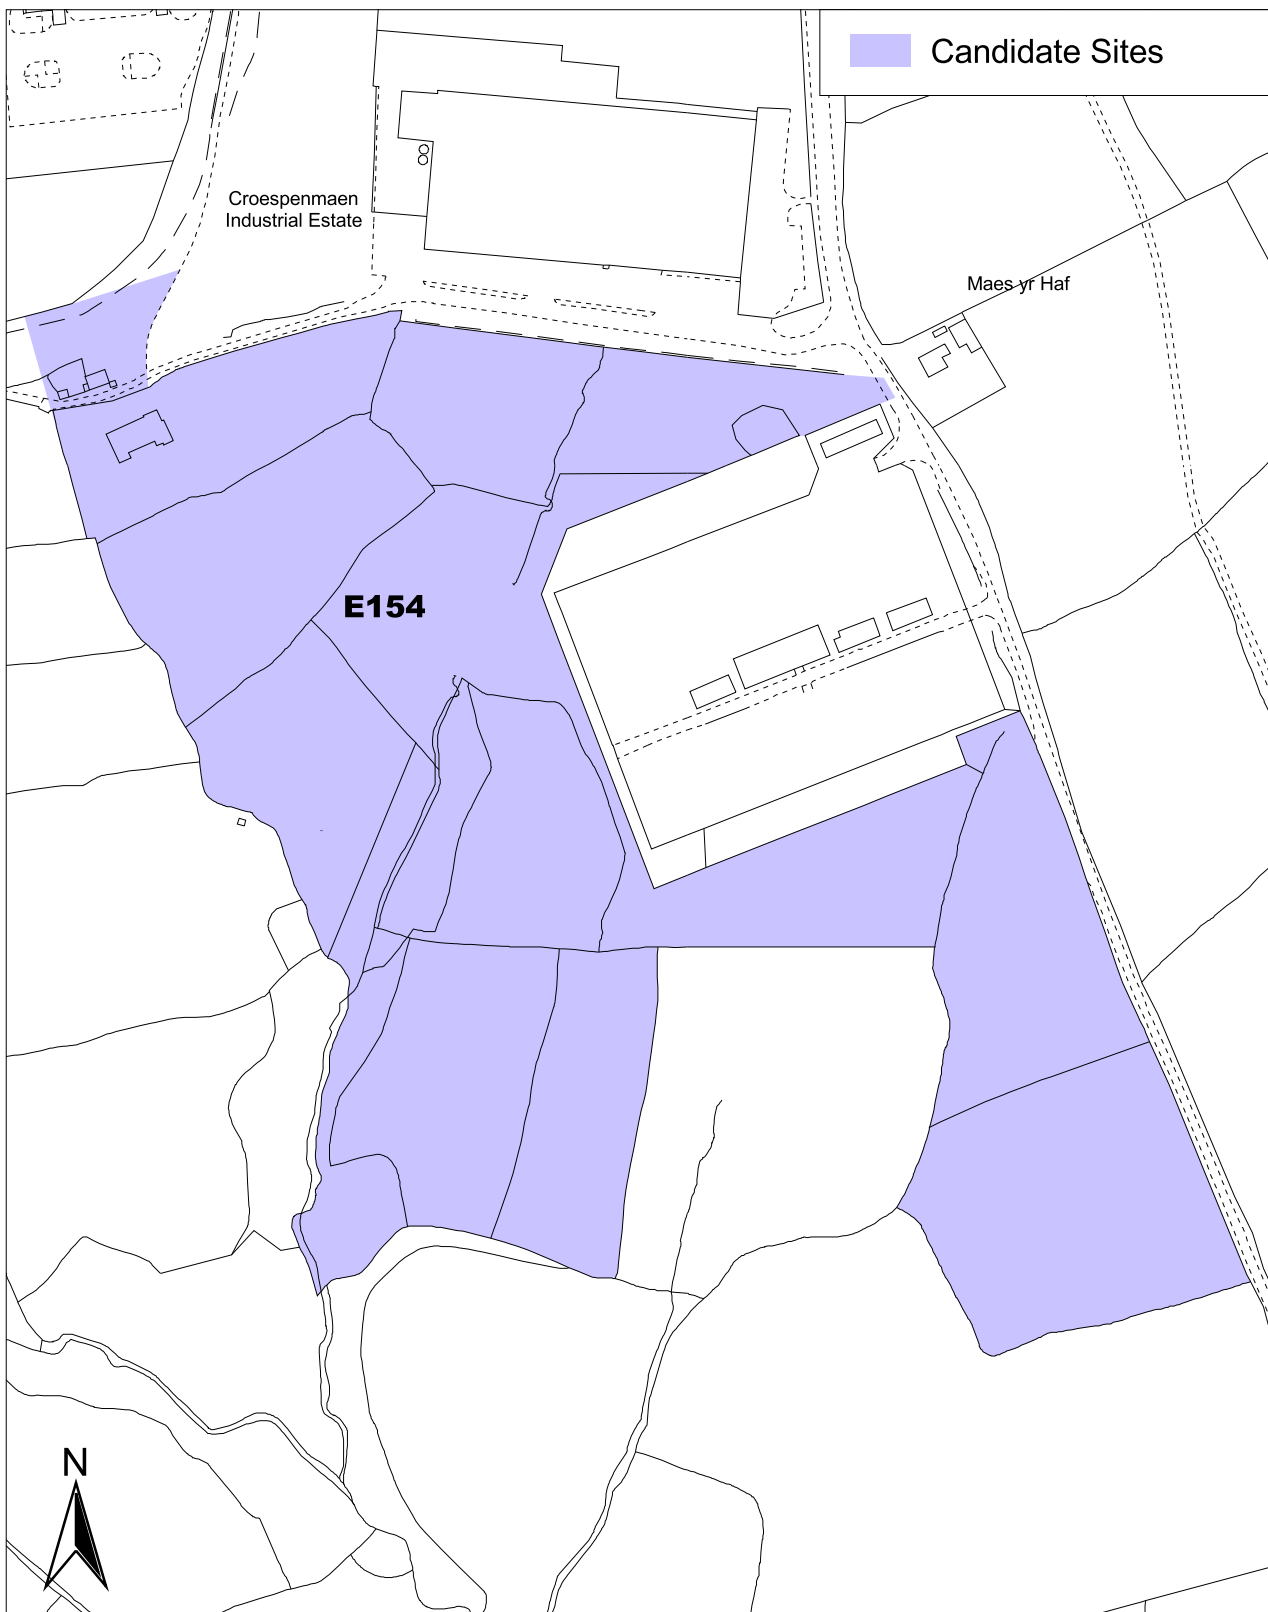 Candidate Sites
Croespenmaen
Industrial Estate
Maes yr Haf
E154
N